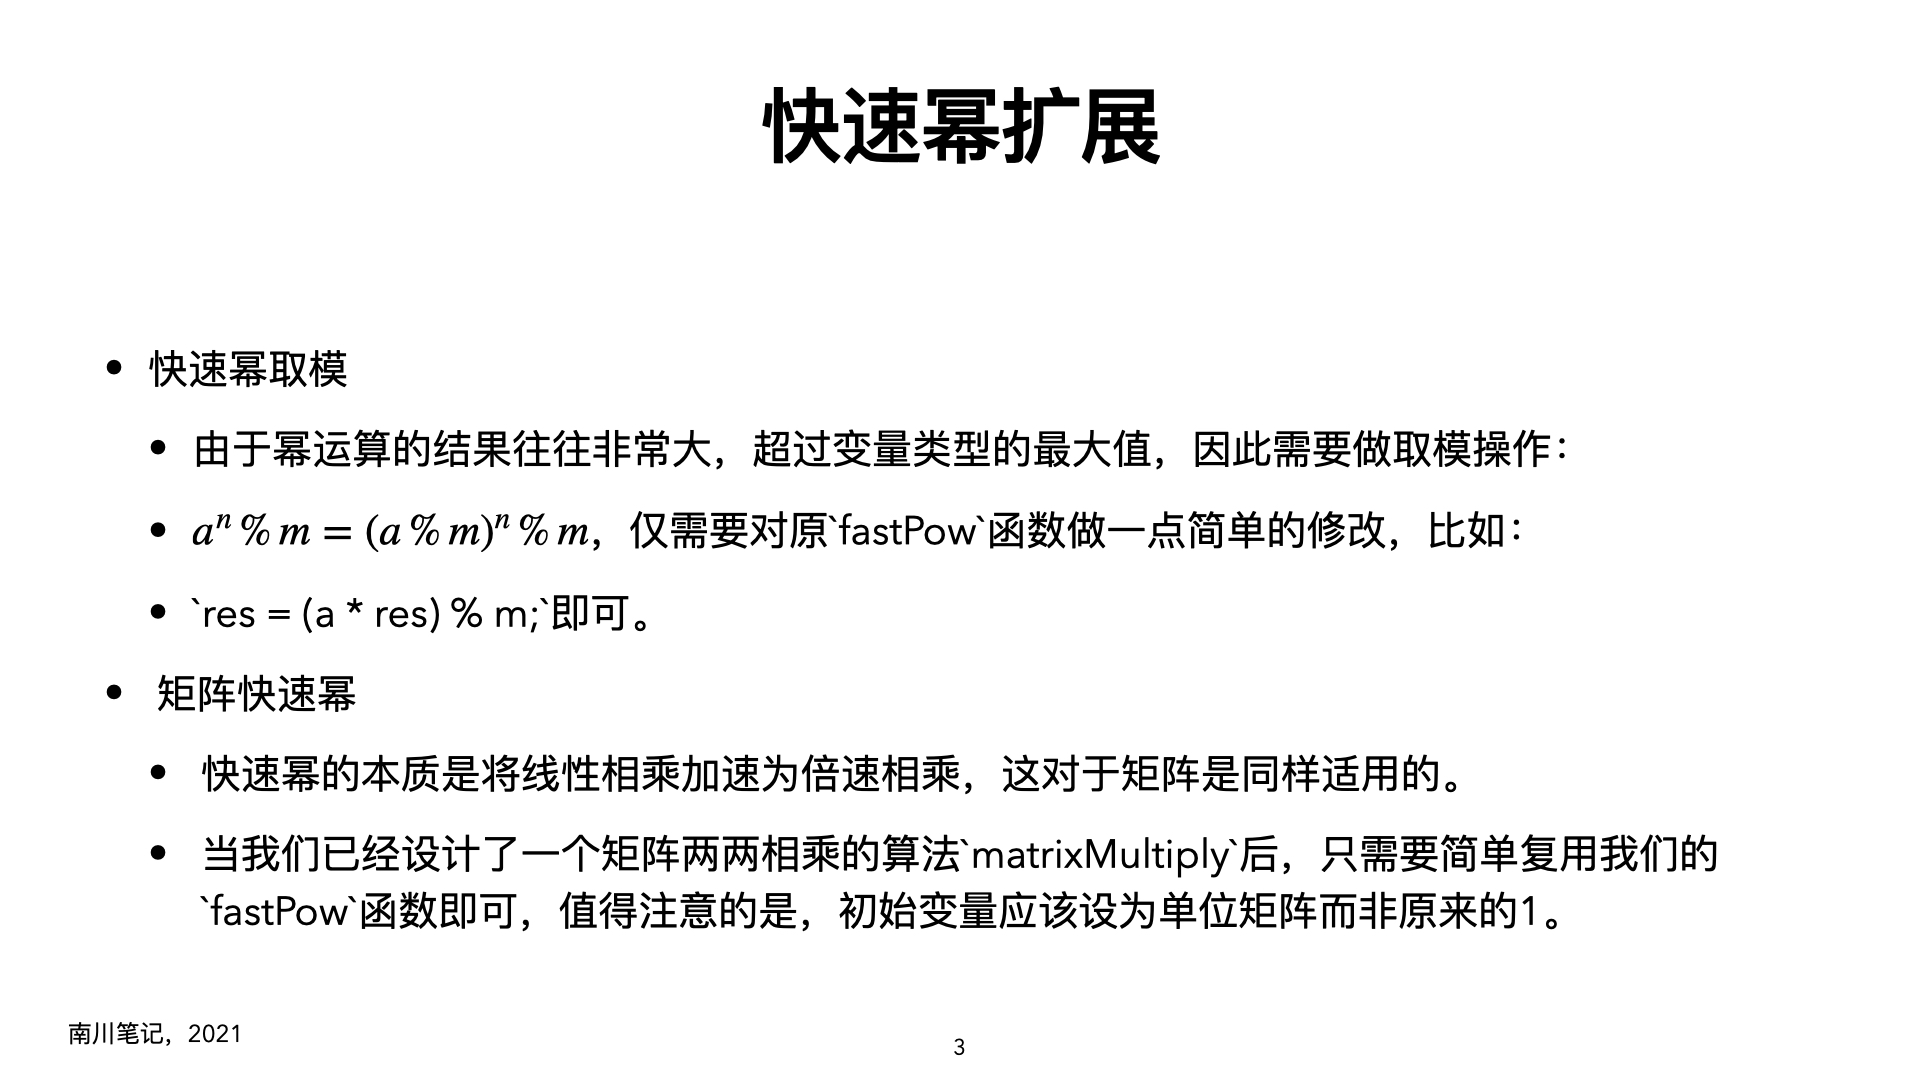 快速幂扩展
• 快速幂取模
• 由于幂运算的结果往往非常大，超过变量类型的最大值，因此需要做取模操作：
• aⁿ % m = (a % m)ⁿ % m，仅需要对原`fastPow`函数做一点简单的修改，比如：
• `res = (a * res) % m;`即可。
• 矩阵快速幂
• 快速幂的本质是将线性相乘加速为倍速相乘，这对于矩阵是同样适用的。
• 当我们已经设计了一个矩阵两两相乘的算法`matrixMultiply`后，只需要简单复用我们的
`fastPow`函数即可，值得注意的是，初始变量应该设为单位矩阵而非原来的1。
南川笔记，2021
3